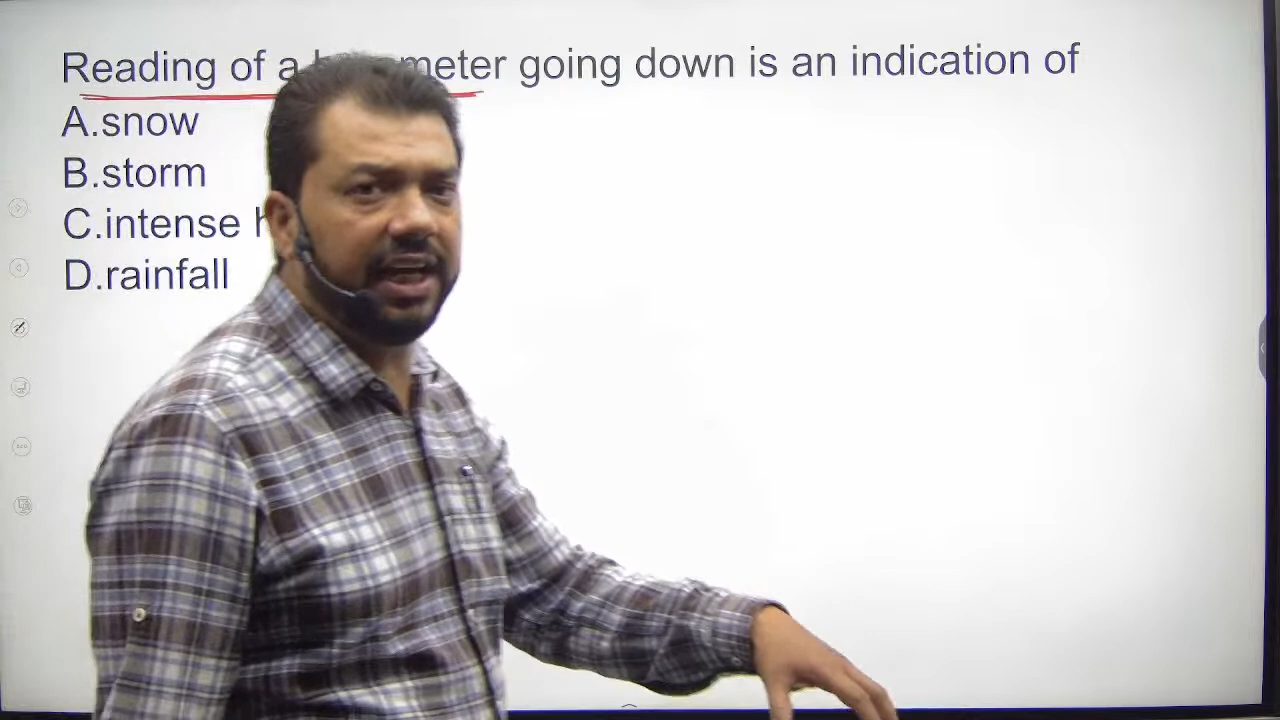 Reading of a meter going down is an indication of
A.snow
B.storm
C.intense
D.rainfall